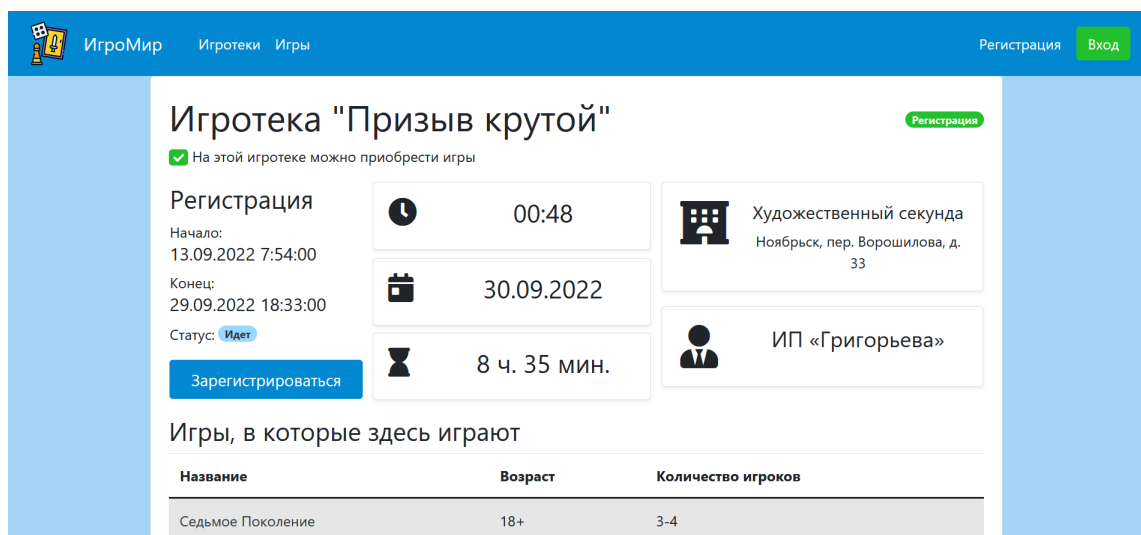 ИгроМир Игротеки Игры Регистрация Вход
Игротека "Призыв крутой"
Регистрация
На этой игротеке можно приобрести игры
Регистрация
Начало:
13.09.2022 7:54:00
Конец:
29.09.2022 18:33:00
Статус: Идет
Зарегистрироваться
00:48
30.09.2022
8 ч. 35 мин.
Художественный секунда
Ноябрьск, пер. Ворошилова, д.
33
ИП «Григорьева»
Игры, в которые здесь играют
Название Возраст Количество игроков
Седьмое Поколение 18+ 3-4